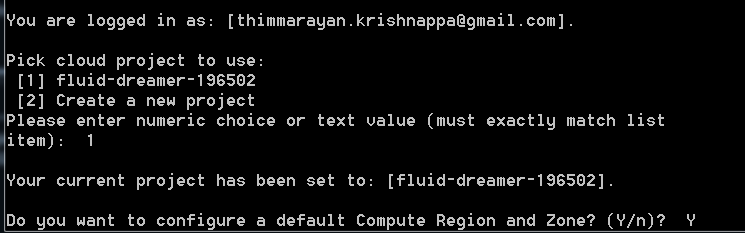 You are logged in as: [thimmarayan.krishnappa@gmail.com].
Pick cloud project to use:
[1] fluid-dreamer-196502
[2] Create a new project
Please enter numeric choice or text value (must exactly match list
item):  1
Your current project has been set to: [fluid-dreamer-196502].
Do you want to configure a default Compute Region and Zone? (Y/n)?  Y